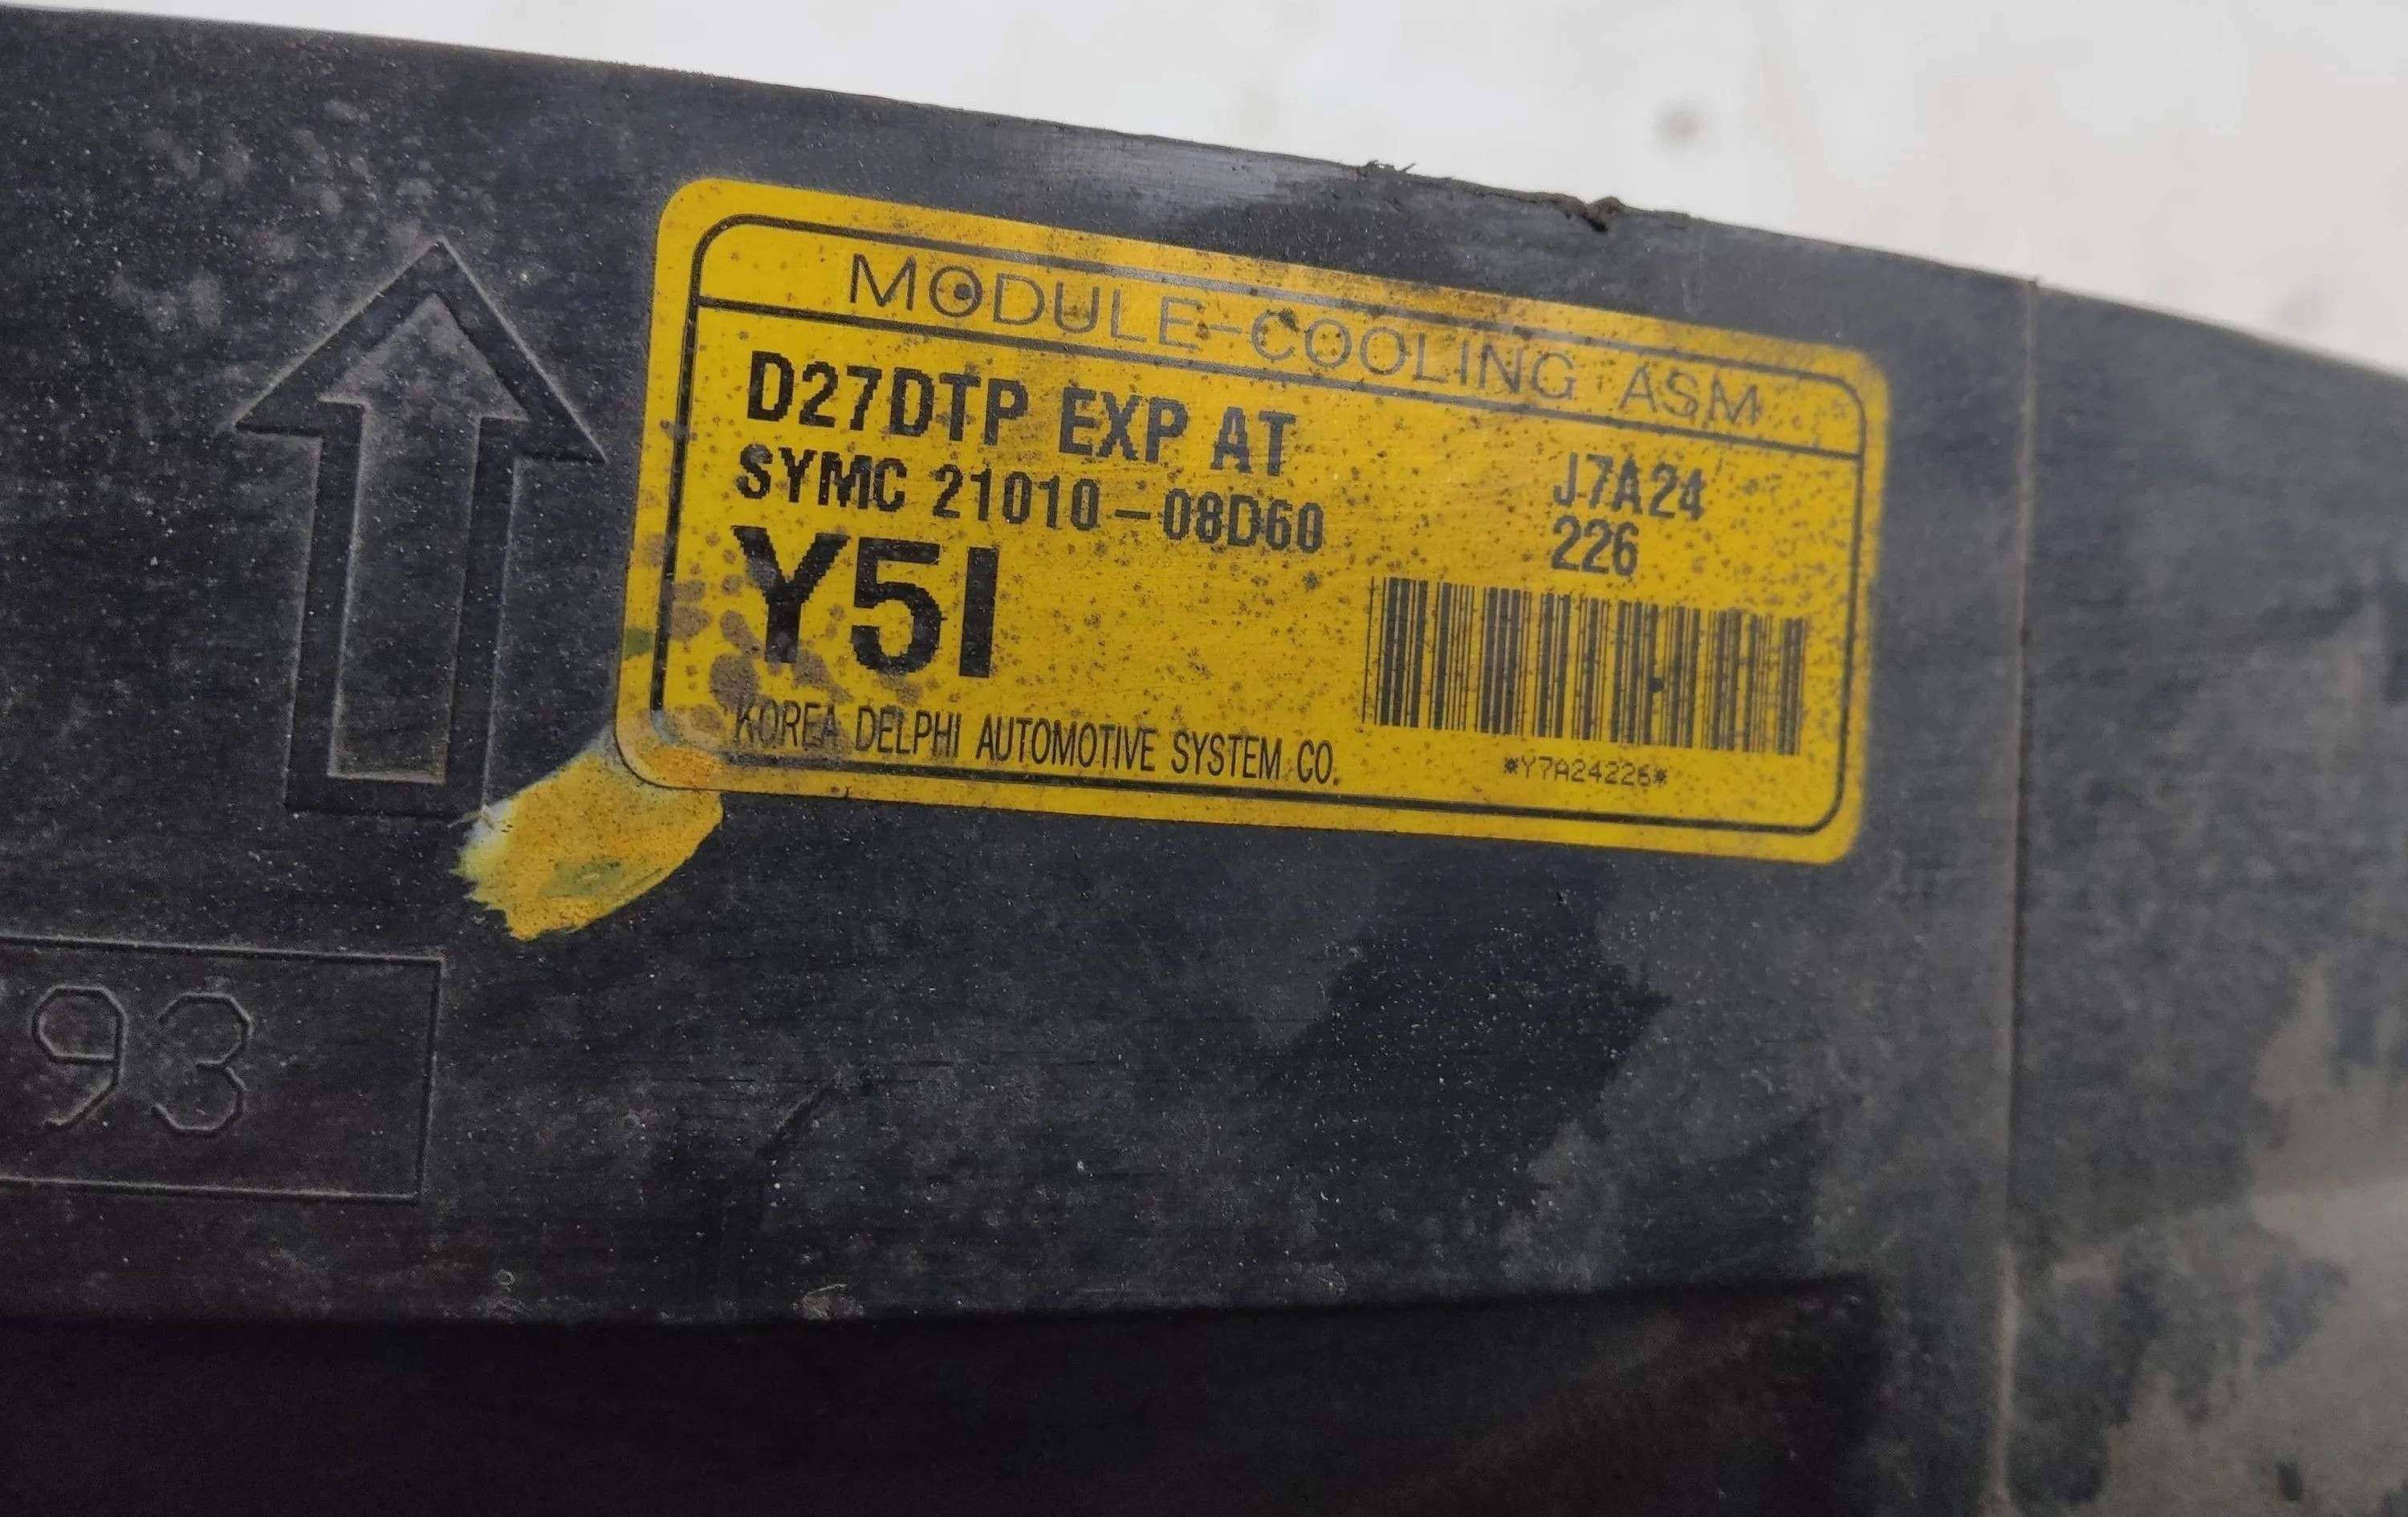 MODULE-COOLING ASM
D27DTP EXP AT
SYMC 21010-08D60
J7A24
226
Y5I
KOREA DELPHI AUTOMOTIVE SYSTEM CO.
*Y7A24226*
93